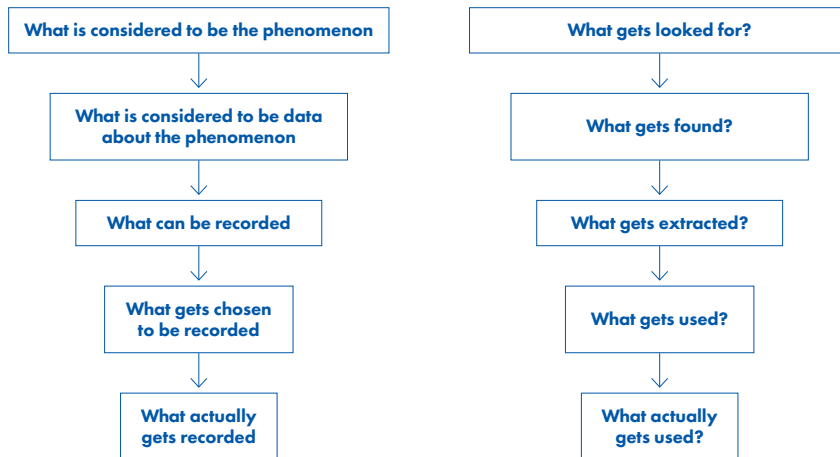 What is considered to be the phenomenon
What is considered to be data
about the phenomenon
What can be recorded
What gets chosen
to be recorded
What actually
gets recorded
What gets looked for?
What gets found?
What gets extracted?
What gets used?
What actually
gets used?